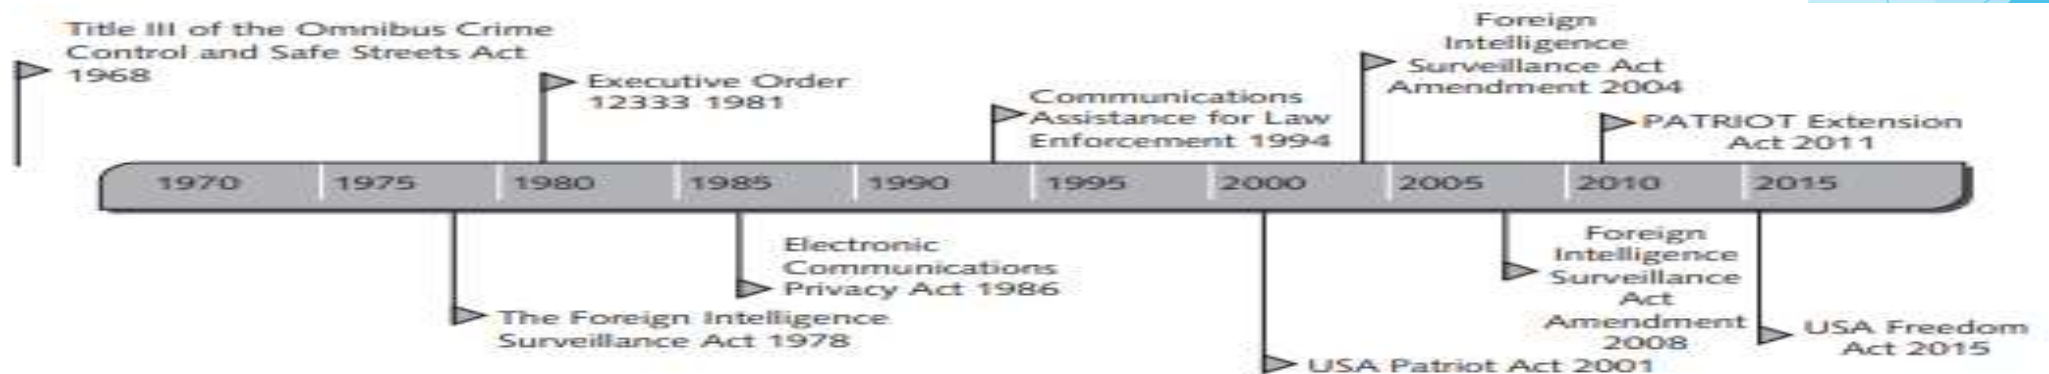 Title III of the Omnibus Crime
Control and Safe Streets Act
1968
Executive Order
12333 1981
Communications
Assistance for Law
Enforcement 1994
Foreign
Intelligence
Surveillance Act
Amendment 2004
PATRIOT Extension
Act 2011
1970 1975 1980 1985 1990 1995 2000 2005 2010 2015
The Foreign Intelligence
Surveillance Act 1978
Electronic
Communications
Privacy Act 1986
USA Patriot Act 2001
Foreign
Intelligence
Surveillance
Act
Amendment
2008
USA Freedom
Act 2015